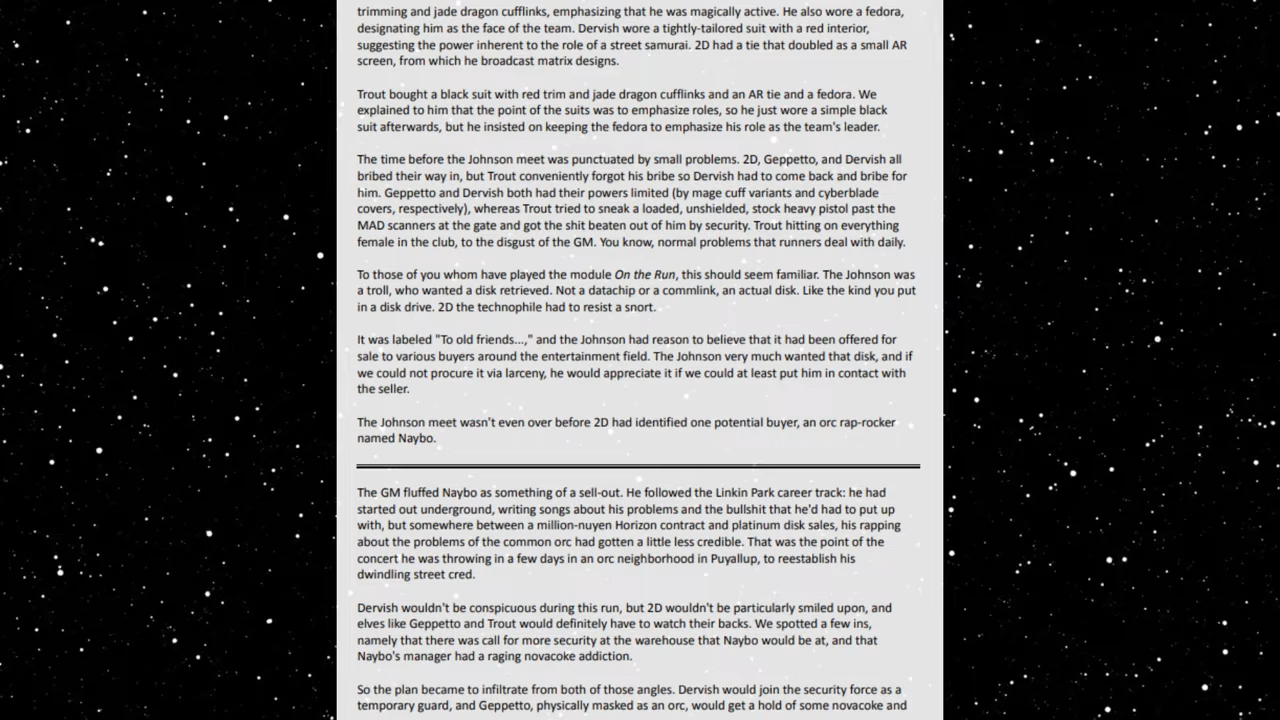 trimming and jade dragon cufflinks, emphasizing that he was magically active. He also wore a fedora,
designating him as the face of the team. Dervish wore a tightly-tailored suit with a red interior,
suggesting the power inherent to the role of a street samurai. 2D had a tie that doubled as a small AR
screen, from which he broadcast matrix designs.
Trout bought a black suit with red trim and jade dragon cufflinks and an AR tie and a fedora. We
explained to him that the point of the suits was to emphasize roles, so he just wore a simple black
suit afterwards, but he insisted on keeping the fedora to emphasize his role as the team's leader.
The time before the Johnson meet was punctuated by small problems. 2D, Geppetto, and Dervish all
bribed their way in, but Trout conveniently forgot his bribe so Dervish had to come back and bribe for
him. Geppetto and Dervish both had their powers limited (by mage cuff variants and cyberblade
covers, respectively), whereas Trout tried to sneak a loaded, unshielded, stock heavy pistol past the
MAD scanners at the gate and got the shit beaten out of him by security. Trout hitting on everything
female in the club, to the disgust of the GM. You know, normal problems that runners deal with daily.
To those of you whom have played the module On the Run, this should seem familiar. The Johnson was
a troll, who wanted a disk retrieved. Not a datachip or a commlink, an actual disk. Like the kind you put
in a disk drive. 2D the technophile had to resist a snort.
It was labeled "To old friends...," and the Johnson had reason to believe that it had been offered for
sale to various buyers around the entertainment field. The Johnson very much wanted that disk, and if
we could not procure it via larceny, he would appreciate it if we could at least put him in contact with
the seller.
The Johnson meet wasn't even over before 2D had identified one potential buyer, an orc rap-rocker
named Naybo.
The GM fluffed Naybo as something of a sell-out. He followed the Linkin Park career track: he had
started out underground, writing songs about his problems and the bullshit that he'd had to put up
with, but somewhere between a million-nuyen Horizon contract and platinum disk sales, his rapping
about the problems of the common orc had gotten a little less credible. That was the point of the
concert he was throwing in a few days in an orc neighborhood in Puyallup, to reestablish his
dwindling street cred.
Dervish wouldn't be conspicuous during this run, but 2D wouldn't be particularly smiled upon, and
elves like Geppetto and Trout would definitely have to watch their backs. We spotted a few ins,
namely that there was call for more security at the warehouse that Naybo would be at, and that
Naybo's manager had a raging novacoke addiction.
So the plan became to infiltrate from both of those angles. Dervish would join the security force as a
temporary guard, and Geppetto, physically masked as an orc, would get a hold of some novacoke and